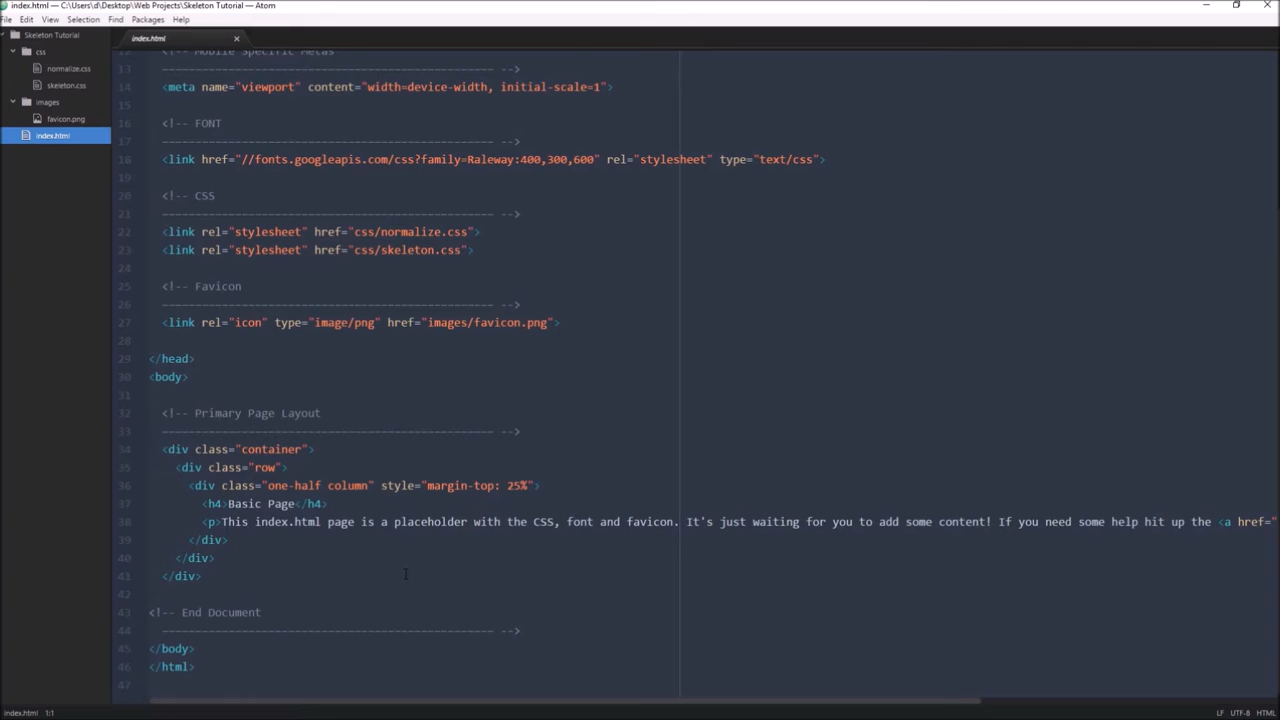 index.html — C:\Users\d\Desktop\Web Projects\Skeleton Tutorial — Atom
File Edit View Selection Find Packages Help
Skeleton Tutorial
css
normalize.css
skeleton.css
images
favicon.png
index.html
index.html
12 <!-- Mobile Specific Metas
13 –––––––––––––––––––––––––––––––––––––––––––––––––– -->
14 <meta name="viewport" content="width=device-width, initial-scale=1">
15
16 <!-- FONT
17 –––––––––––––––––––––––––––––––––––––––––––––––––– -->
18 <link href="//fonts.googleapis.com/css?family=Raleway:400,300,600" rel="stylesheet" type="text/css">
19
20 <!-- CSS
21 –––––––––––––––––––––––––––––––––––––––––––––––––– -->
22 <link rel="stylesheet" href="css/normalize.css">
23 <link rel="stylesheet" href="css/skeleton.css">
24
25 <!-- Favicon
26 –––––––––––––––––––––––––––––––––––––––––––––––––– -->
27 <link rel="icon" type="image/png" href="images/favicon.png">
28
29 </head>
30 <body>
31
32 <!-- Primary Page Layout
33 –––––––––––––––––––––––––––––––––––––––––––––––––– -->
34 <div class="container">
35 <div class="row">
36 <div class="one-half column" style="margin-top: 25%">
37 <h4>Basic Page</h4>
38 <p>This index.html page is a placeholder with the CSS, font and favicon. It's just waiting for you to add some content! If you need some help hit up the <a href="
39 </div>
40 </div>
41 </div>
42
43 <!-- End Document
44 –––––––––––––––––––––––––––––––––––––––––––––––––– -->
45 </body>
46 </html>
47
index.html 1:1
LF UTF-8 HTML